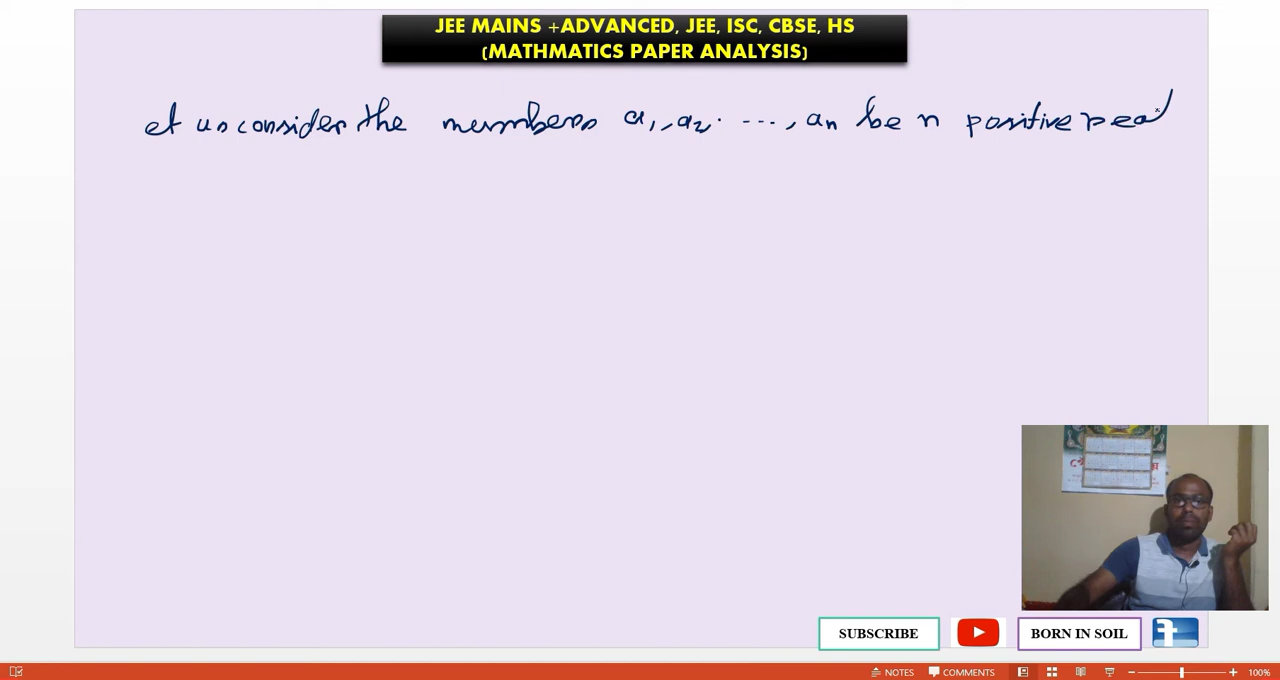 JEE MAINS +ADVANCED, JEE, ISC, CBSE, HS
(MATHMATICS PAPER ANALYSIS)
et us consider the numbers a1, a2, ...., an be n positive real
SUBSCRIBE
BORN IN SOIL
NOTES COMMENTS 100%